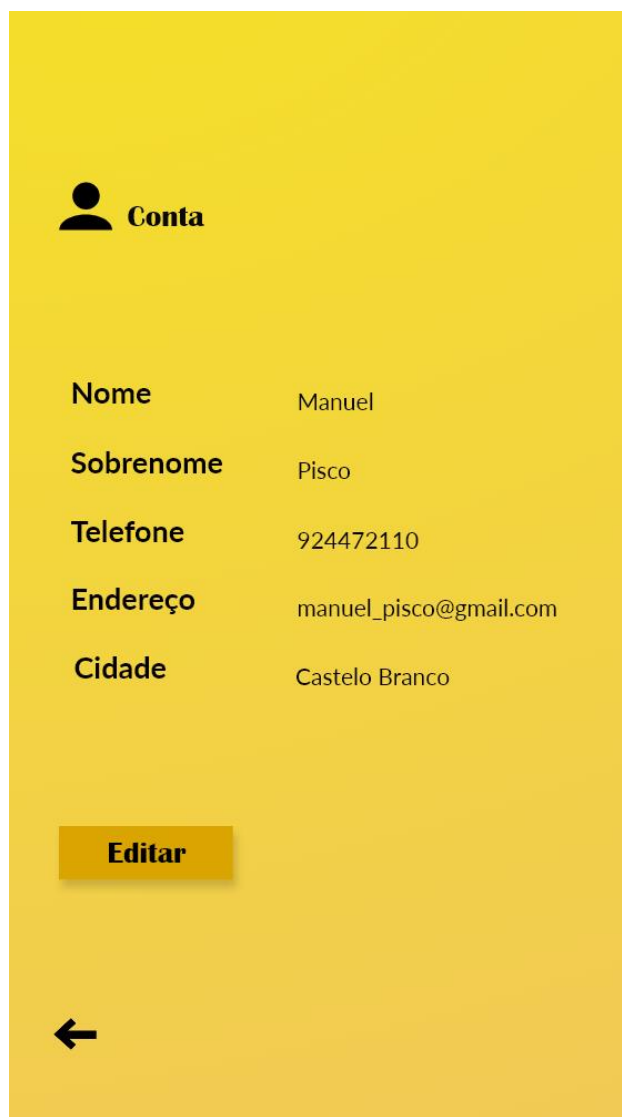 Conta
Nome Manuel
Sobrenome Pisco
Telefone 924472110
Endereço manuel_pisco@gmail.com
Cidade Castelo Branco
Editar